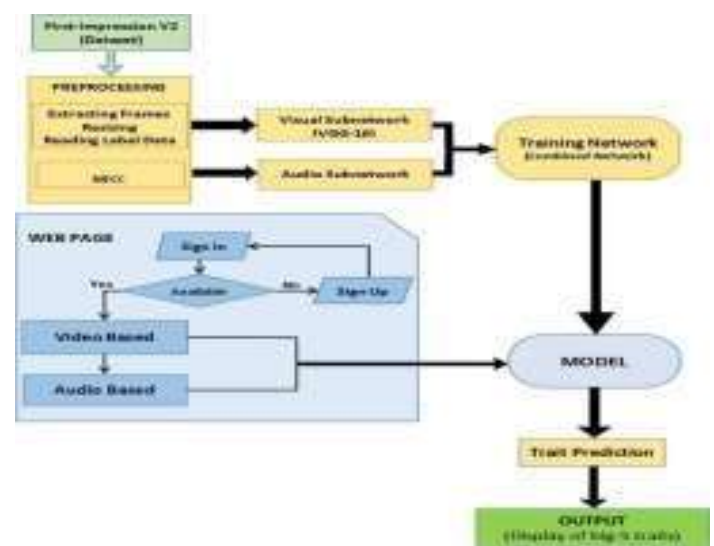 First-Impression V2
(Dataset)
PREPROCESSING
Extracting Frames
Resizing
Reading Label Data
MFCC
Visual Subnetwork
(VGG-16)
Audio Subnetwork
Training Network
(Combined Network)
WEB PAGE
Sign In
Available
Yes
No
Sign Up
Video Based
Audio Based
MODEL
Trait Prediction
OUTPUT
(Display of big-5 traits)